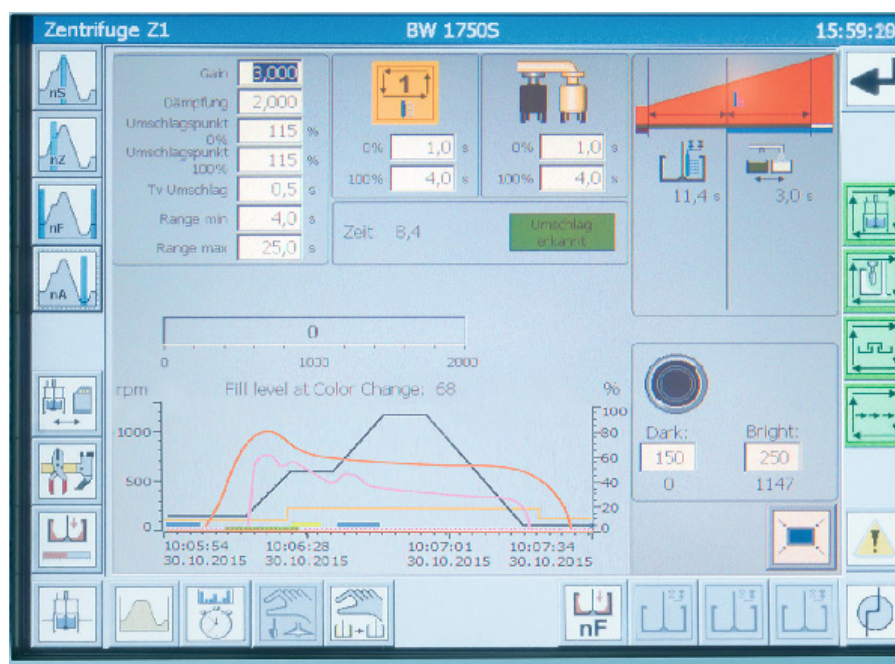 Zentrifuge Z1 BW 1750S 15:59:20
nS
nZ
nF
nA
Gain 3,000
Dämpfung 2,000
Umschlagspunkt 0% 115 %
Umschlagspunkt 100% 115 %
Tv Umschlag 0,5 s
Range min 4,0 s
Range max 25,0 s
1
0% 1,0 s
100% 4,0 s
0% 1,0 s
100% 4,0 s
Zeit 8,4
Umschlag
erkannt
11,4 s 3,0 s
0
0 1000 2000
rpm Fill level at Color Change: 68 %
1000
500
0
100
80
60
40
20
0
10:05:54 10:06:28 10:07:01 10:07:34
30.10.2015 30.10.2015 30.10.2015 30.10.2015
Dark: Bright:
150 250
0 1147
nF